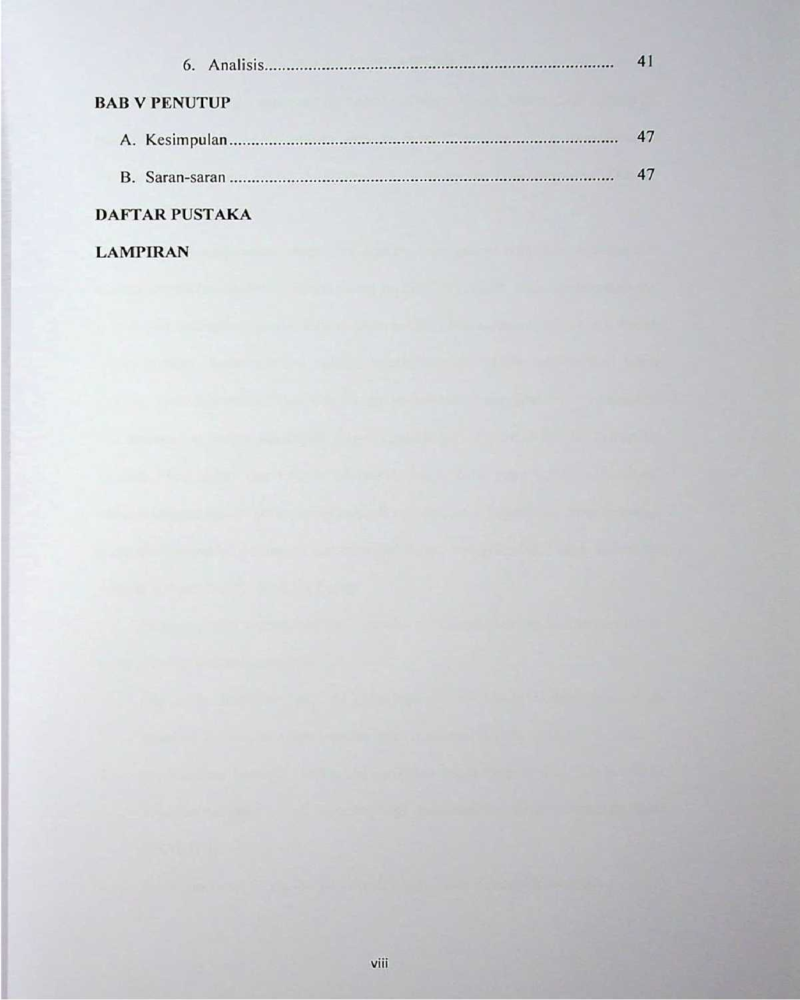 6. Analisis................................................................................ 41
BAB V PENUTUP
A. Kesimpulan......................................................................................... 47
B. Saran-saran ........................................................................................ 47
DAFTAR PUSTAKA
LAMPIRAN
viii